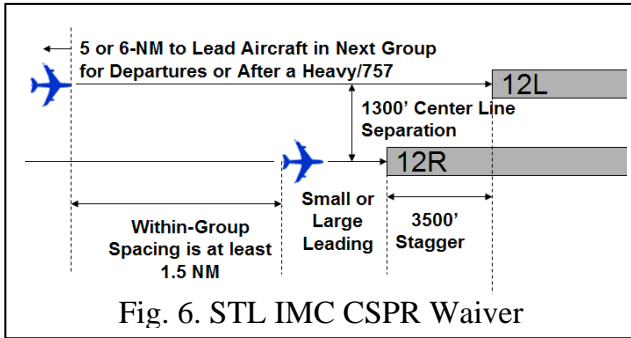 5 or 6-NM to Lead Aircraft in Next Group
for Departures or After a Heavy/757
12L
1300' Center Line
Separation
12R
Small or
Large
Leading
3500'
Stagger
Within-Group
Spacing is at least
1.5 NM
Fig. 6. STL IMC CSPR Waiver